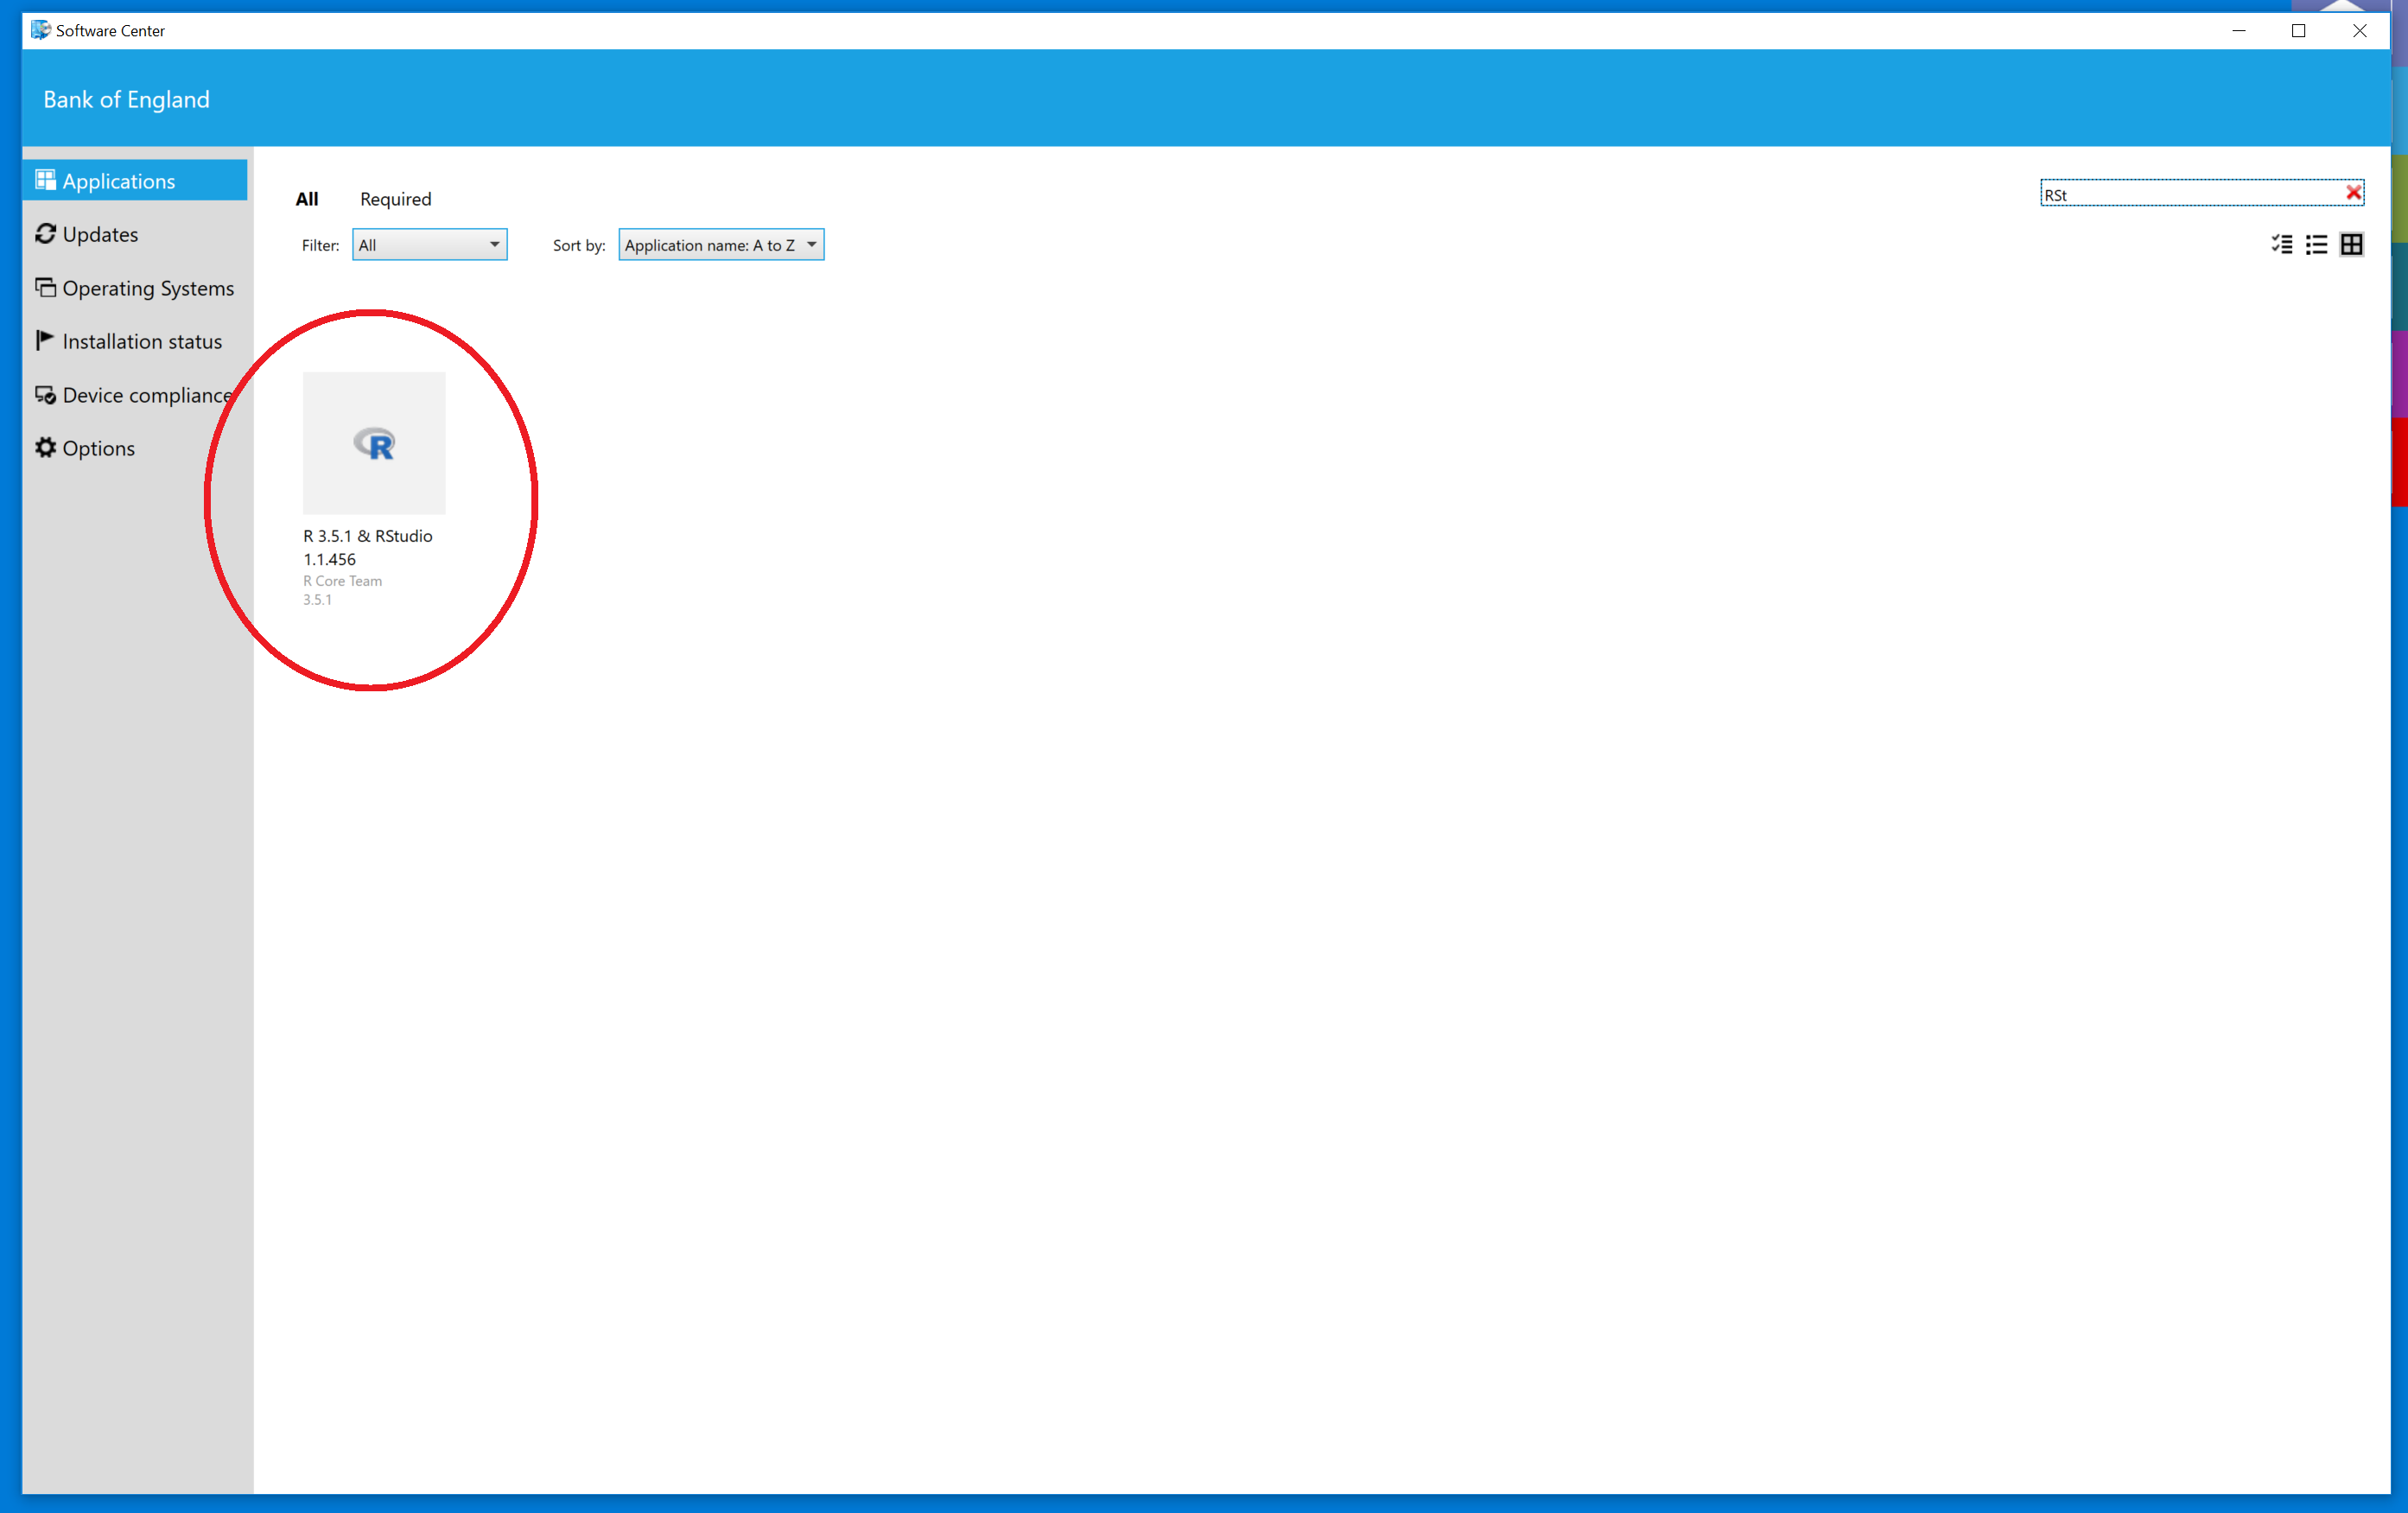 Software Center
Bank of England
Applications
Updates
Operating Systems
Installation status
Device compliance
Options
All Required
RSt
Filter: All Sort by: Application name: A to Z
R
R 3.5.1 & RStudio
1.1.456
R Core Team
3.5.1